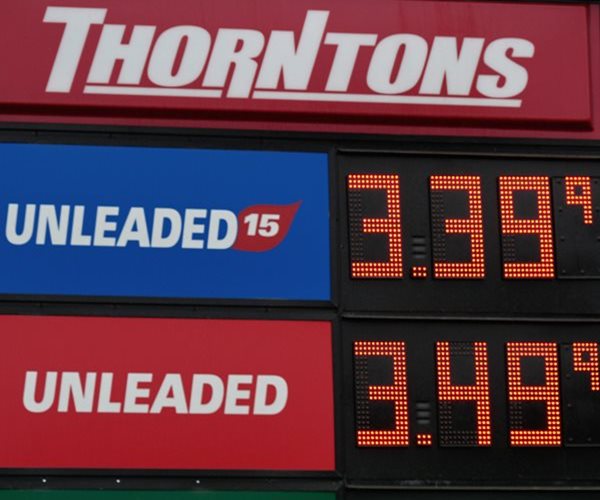 THORNTONS
UNLEADED 15 3.39 9
UNLEADED 3.49 9